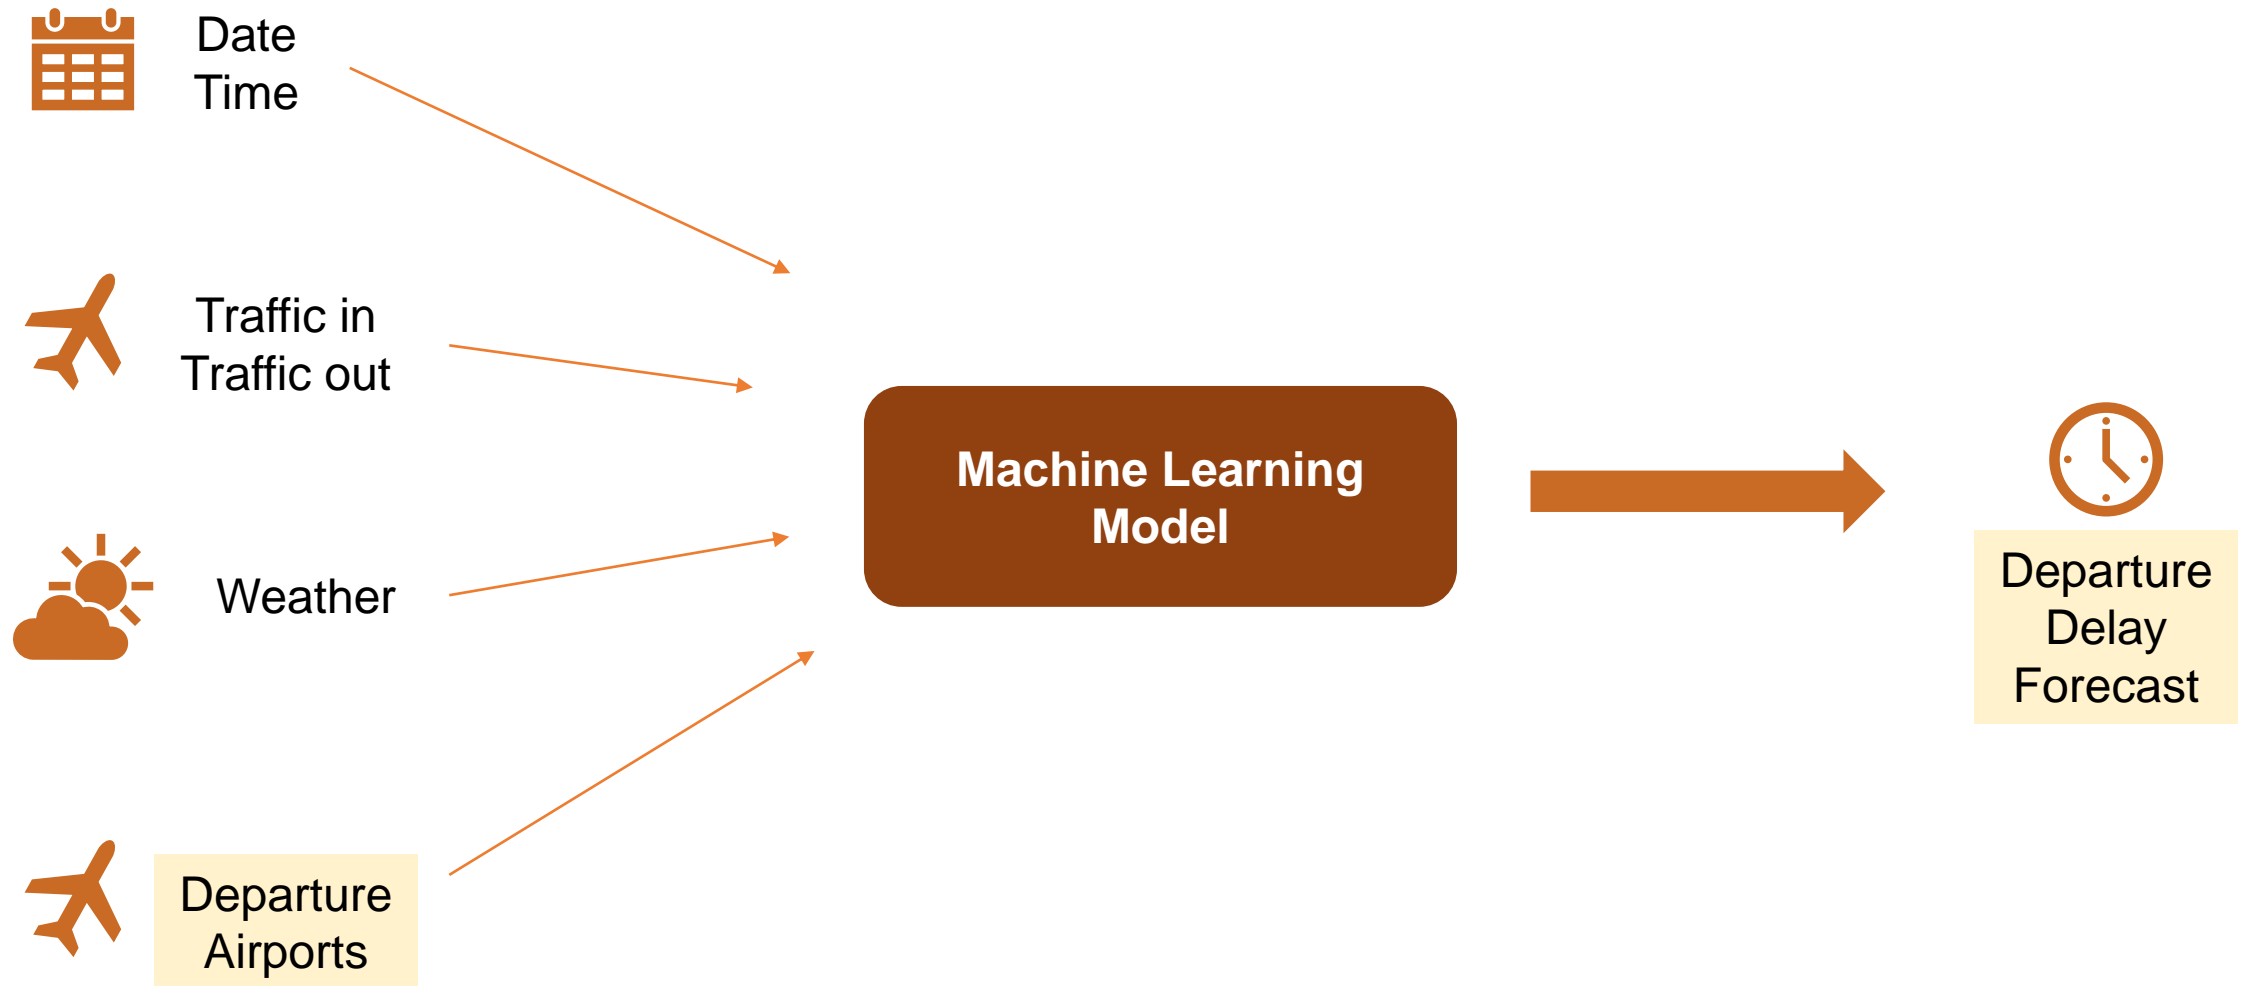 Date
Time
Traffic in
Traffic out
Weather
Departure
Airports
Machine Learning
Model
Departure
Delay
Forecast